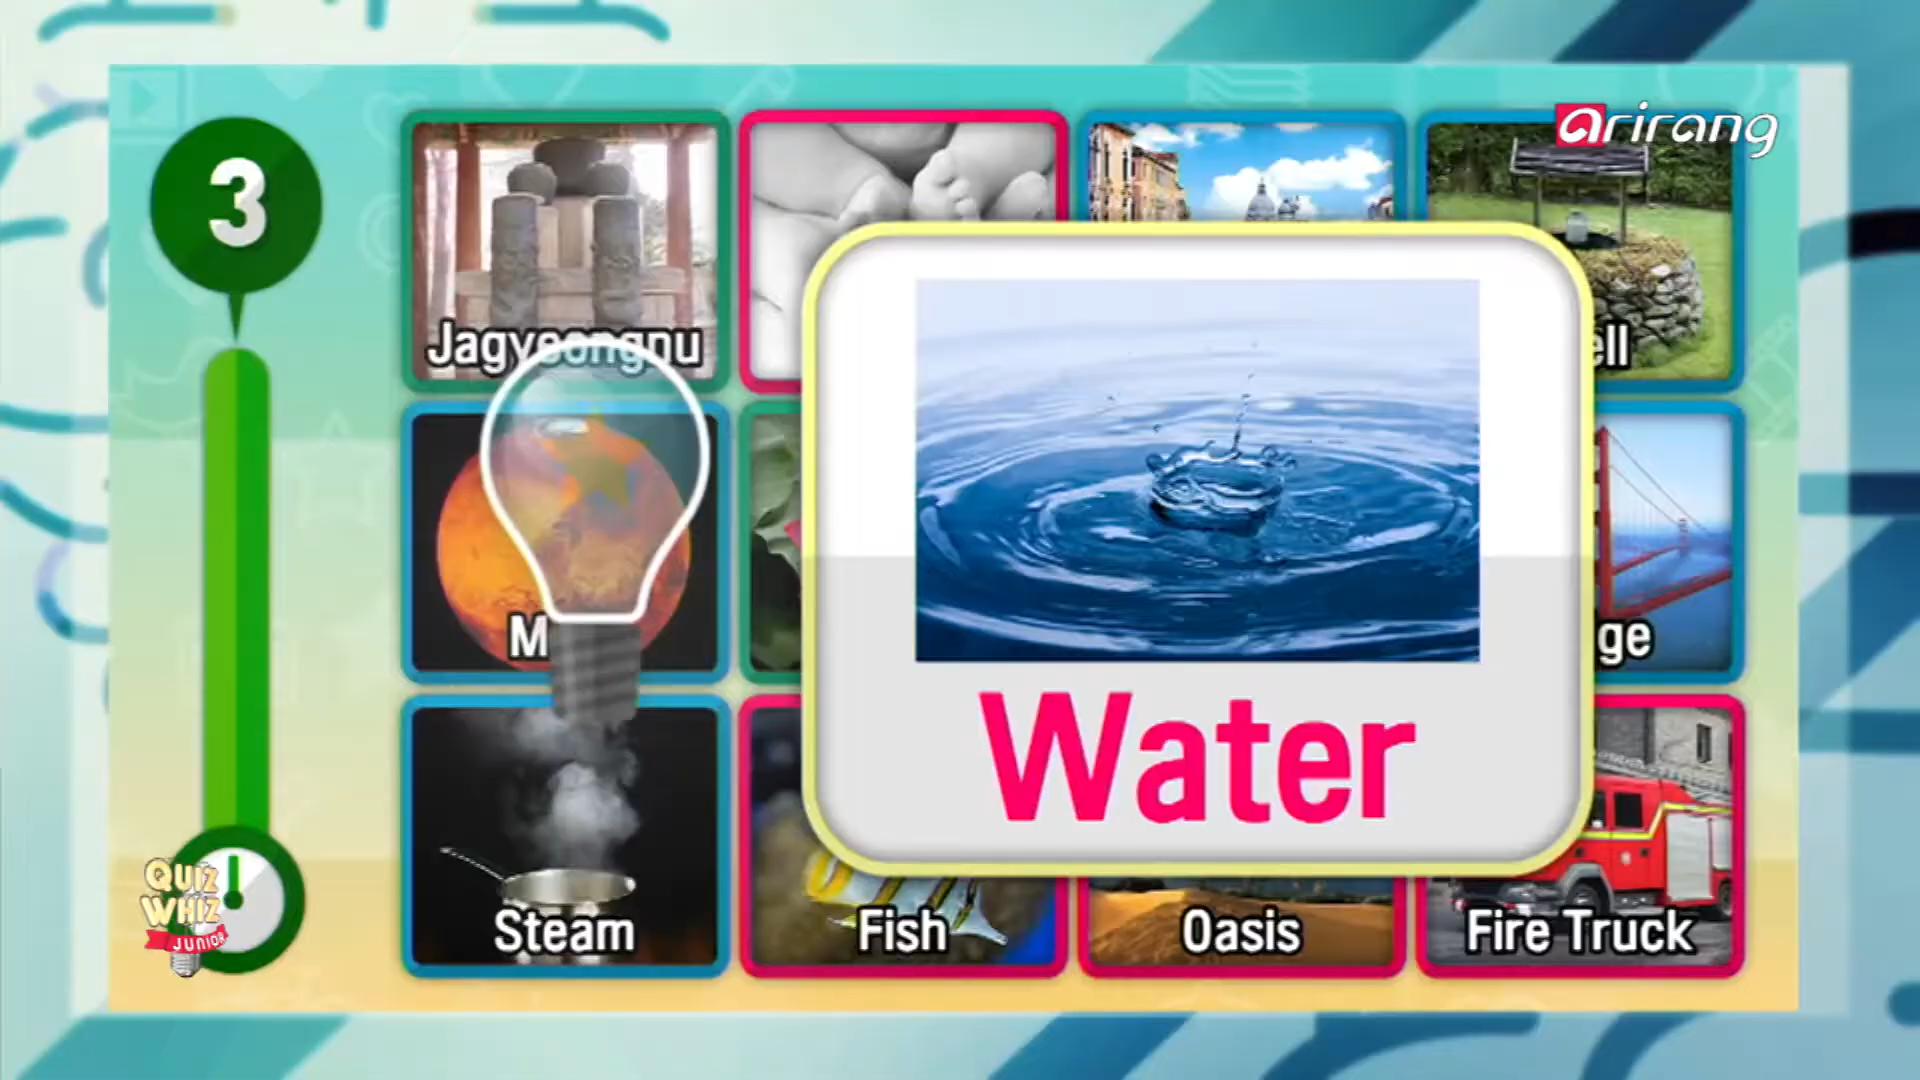 arirang
3
Jagyeongnu
ell
Water
M
ge
Steam
Fish
Oasis
Fire Truck
QUIZ
WHIZ
JUNIOR